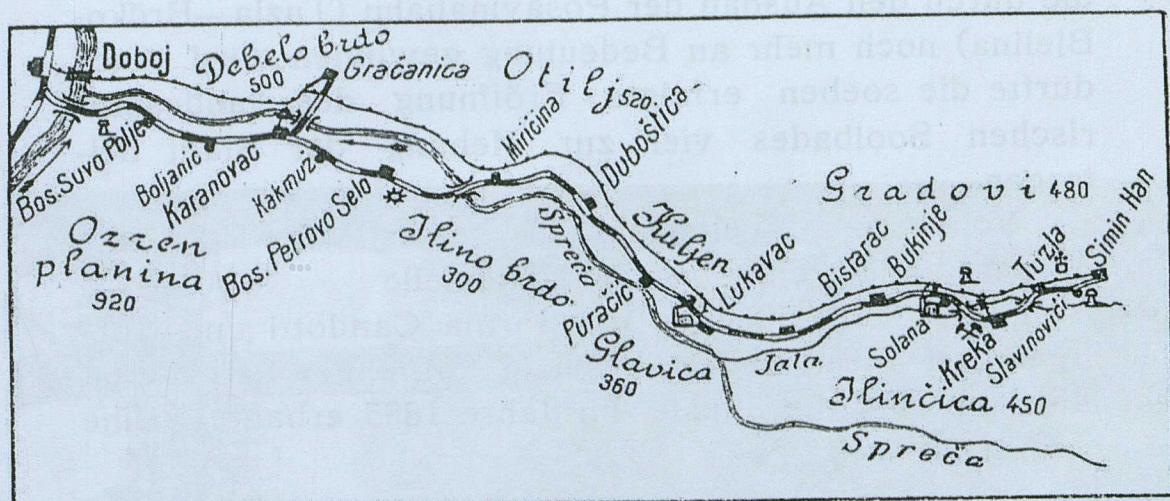 Doboj
Debelo brdo
500
Gračanica
Otilj 520
Bos. Suvo Polje
Boljanić
Karanovac
Kakmuž
Bos. Petrovo Selo
Ozren
planina
920
Ilino brdo
300
Miričina
Duboštica
Spreča
Kuljen
Puračić
Lukavac
Glavica
360
Bistarac
Bukinje
Gradovi 480
Jala
Solana
Kreka
Slavinovići
Tuzla
Simin Han
Ilinčica 450
Spreča